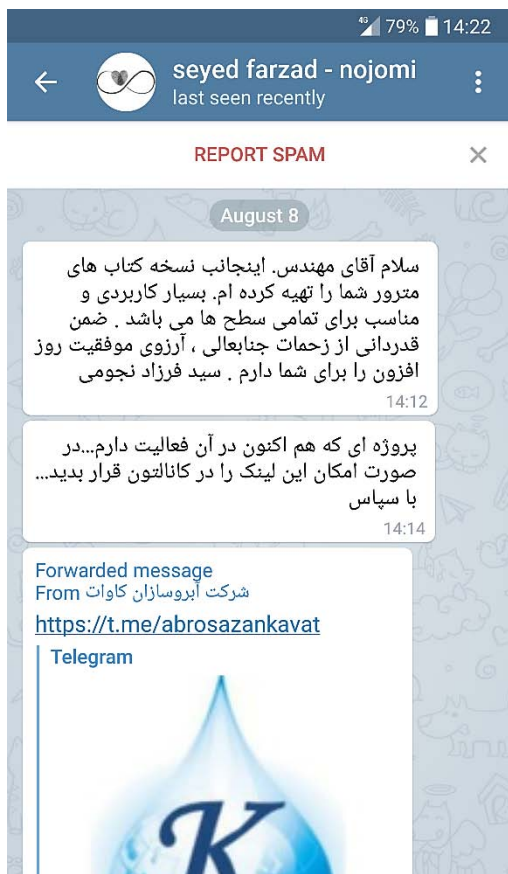 4G 79% 14:22
seyed farzad - nojomi
last seen recently
REPORT SPAM
August 8
سلام آقای مهندس. اینجانب نسخه کتاب های
مترور شما را تهیه کرده ام. بسیار کاربردی و
مناسب برای تمامی سطح ها می باشد . ضمن
قدردانی از زحمات جنابعالی ، آرزوی موفقیت روز
افزون را برای شما دارم . سید فرزاد نجومی
14:12
پروژه ای که هم اکنون در آن فعالیت دارم...در
صورت امکان این لینک را در کانالتون قرار بدید...
با سپاس
14:14
Forwarded message
From شرکت آبروسازان کاوات
https://t.me/abrosazankavat
Telegram
K